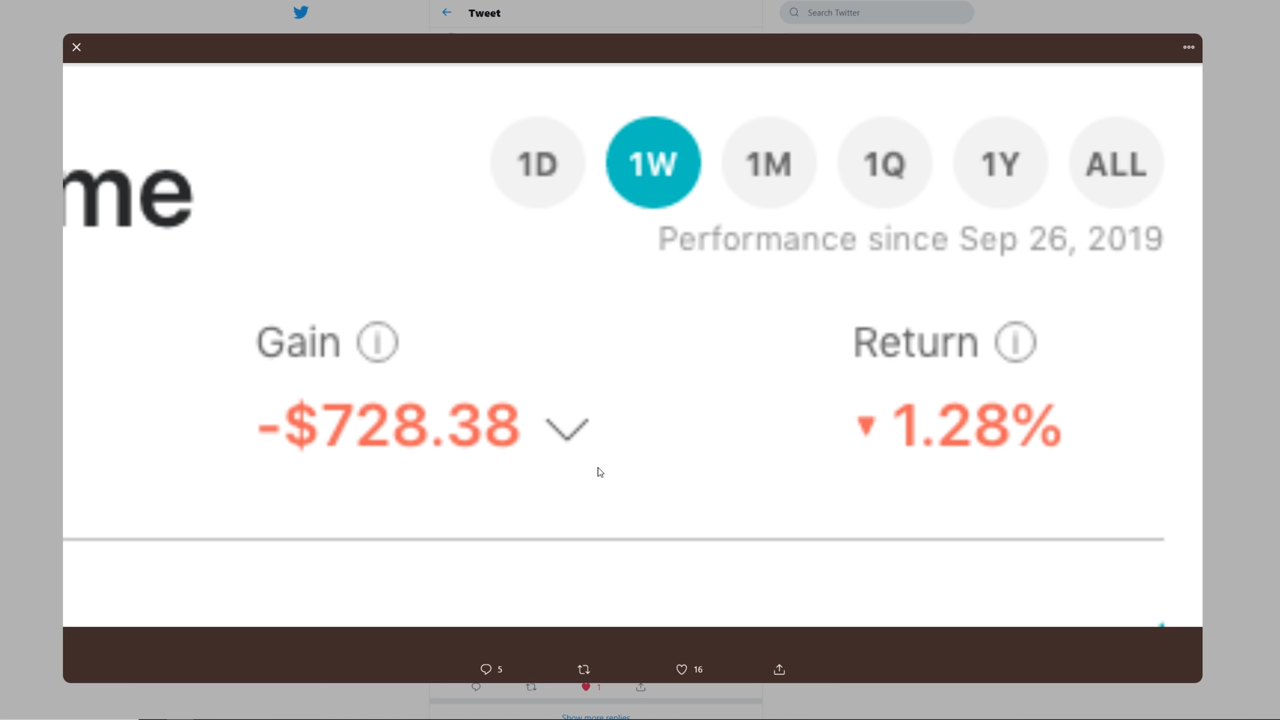 Tweet
Search Twitter
1D 1W 1M 1Q 1Y ALL
me
Performance since Sep 26, 2019
Gain Return
-$728.38 ▼ 1.28%
5 16
1
Show more replies